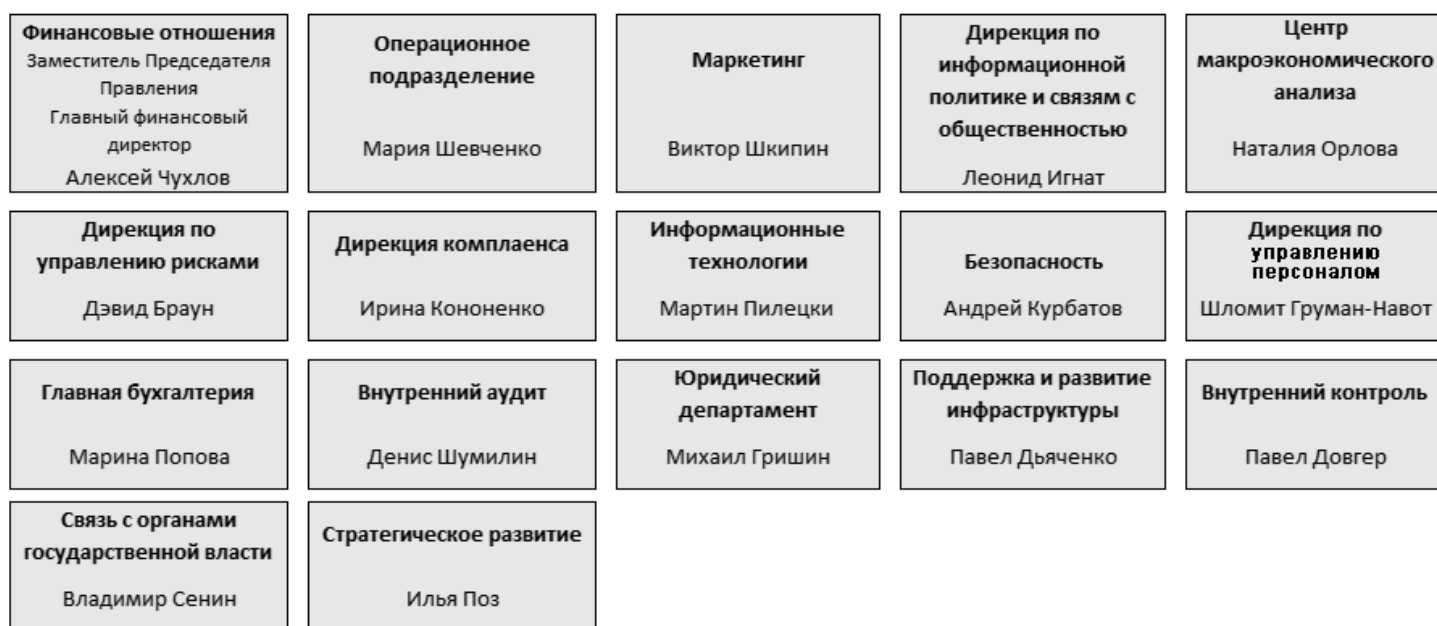 Финансовые отношения
Заместитель Председателя
Правления
Главный финансовый
директор
Алексей Чухлов
Операционное
подразделение
Мария Шевченко
Маркетинг
Виктор Шкипин
Дирекция по
информационной
политике и связям с
общественностью
Леонид Игнат
Центр
макроэкономического
анализа
Наталия Орлова
Дирекция по
управлению рисками
Дэвид Браун
Дирекция комплаенса
Ирина Кононенко
Информационные
технологии
Мартин Пилецки
Безопасность
Андрей Курбатов
Дирекция по
управлению
персоналом
Шломит Груман-Навот
Главная бухгалтерия
Марина Попова
Внутренний аудит
Денис Шумилин
Юридический
департамент
Михаил Гришин
Поддержка и развитие
инфраструктуры
Павел Дьяченко
Внутренний контроль
Павел Довгер
Связь с органами
государственной власти
Владимир Сенин
Стратегическое развитие
Илья Поз